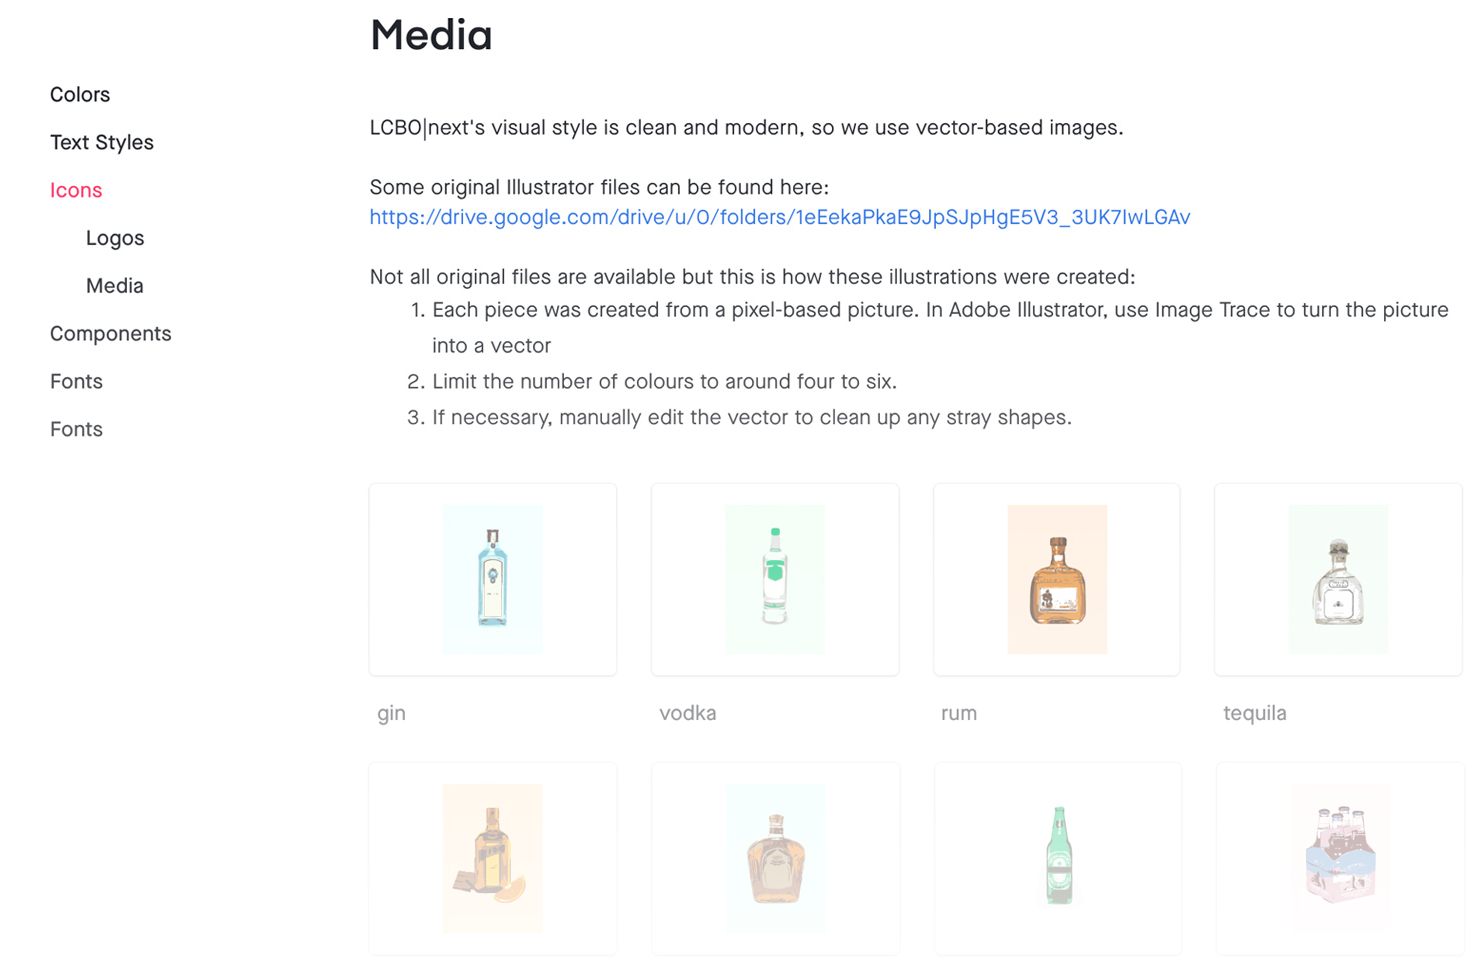 Media
Colors
Text Styles
Icons
Logos
Media
Components
Fonts
Fonts
LCBO|next's visual style is clean and modern, so we use vector-based images.
Some original Illustrator files can be found here:
https://drive.google.com/drive/u/0/folders/1eEekaPkaE9JpSJpHgE5V3_3UK7IwLGAv
Not all original files are available but this is how these illustrations were created:
1. Each piece was created from a pixel-based picture. In Adobe Illustrator, use Image Trace to turn the picture
into a vector
2. Limit the number of colours to around four to six.
3. If necessary, manually edit the vector to clean up any stray shapes.
gin
vodka
rum
tequila